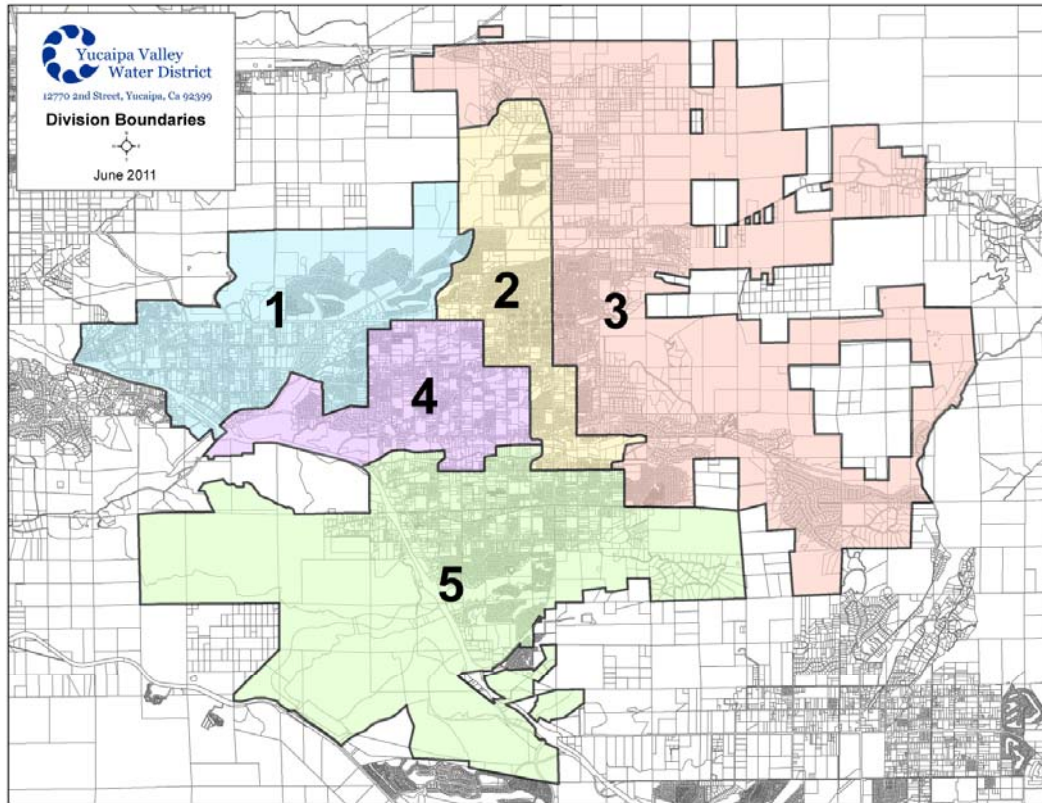 Yucaipa Valley
Water District
12770 2nd Street, Yucaipa, Ca 92399
Division Boundaries
June 2011
1
2
3
4
5